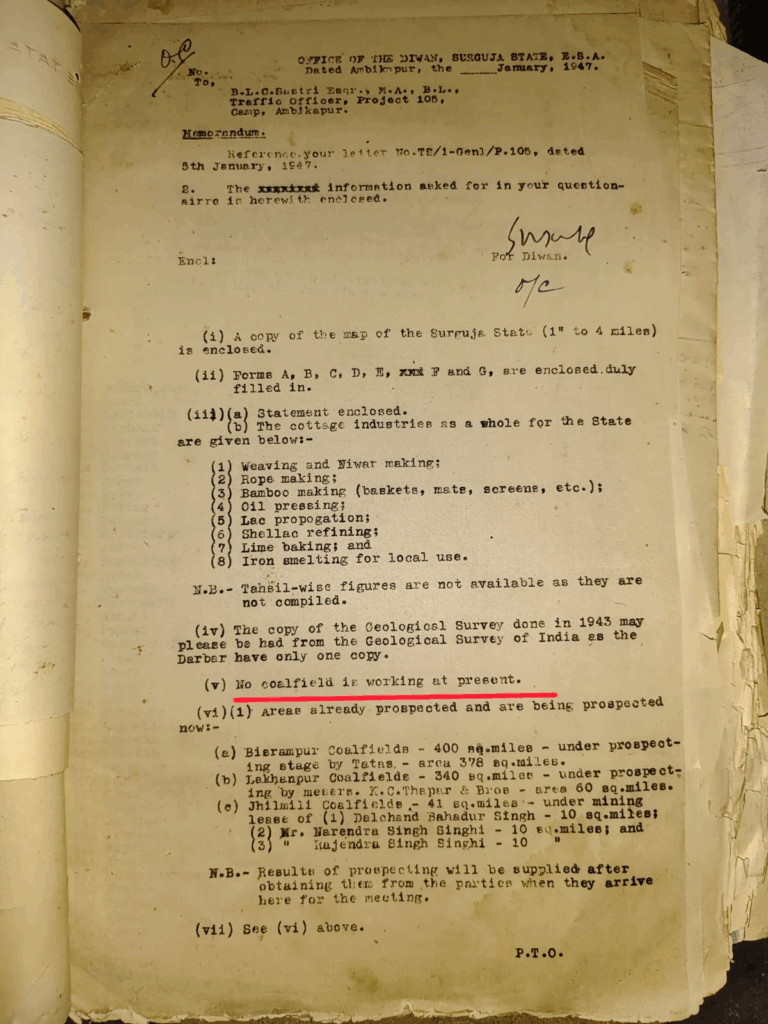 O.C
OFFICE OF THE DIWAN, SURGUJA STATE, E.S.A.
No. Dated Ambikapur, the _____January, 1947.
To,
B.L.C.Sastri Esqr., M.A., B.L.,
Traffic Officer, Project 105,
Camp, Ambikapur.
Memorandum.
Reference your letter No.TS/1-Genl/P.105, dated
5th January, 1947.
2. The xxxxxxxx information asked for in your question-
airre is herewith enclosed.
Encl: For Diwan.
O/C
(i) A copy of the map of the Surguja State (1" to 4 miles)
is enclosed.
(ii) Forms A, B, C, D, E, xxx F and G, are enclosed duly
filled in.
(iii)(a) Statement enclosed.
(b) The cottage industries as a whole for the State
are given below:-
(1) Weaving and Niwar making;
(2) Rope making;
(3) Bamboo making (baskets, mats, screens, etc.);
(4) Oil pressing;
(5) Lac propogation;
(6) Shellac refining;
(7) Lime baking; and
(8) Iron smelting for local use.
N.B.- Tahsil-wise figures are not available as they are
not compiled.
(iv) The copy of the Geological Survey done in 1943 may
please be had from the Geological Survey of India as the
Darbar have only one copy.
(v) No coalfield is working at present.
(vi)(1) Areas already prospected and are being prospected
now:-
(a) Bisrampur Coalfields - 400 sq.miles - under prospect-
ing stage by Tatas - area 378 sq.miles.
(b) Lakhanpur Coalfields - 340 sq.miles - under prospect-
ing by messrs. K.C.Thapar & Bros - area 60 sq.miles.
(c) Jhilmili Coalfields - 41 sq.miles - under mining
lease of (1) Dalchand Bahadur Singh - 10 sq.miles;
(2) Mr. Narendra Singh Singhi - 10 sq.miles; and
(3) " Rajendra Singh Singhi - 10 "
N.B.- Results of prospecting will be supplied after
obtaining them from the parties when they arrive
here for the meeting.
(vii) See (vi) above.
P.T.O.